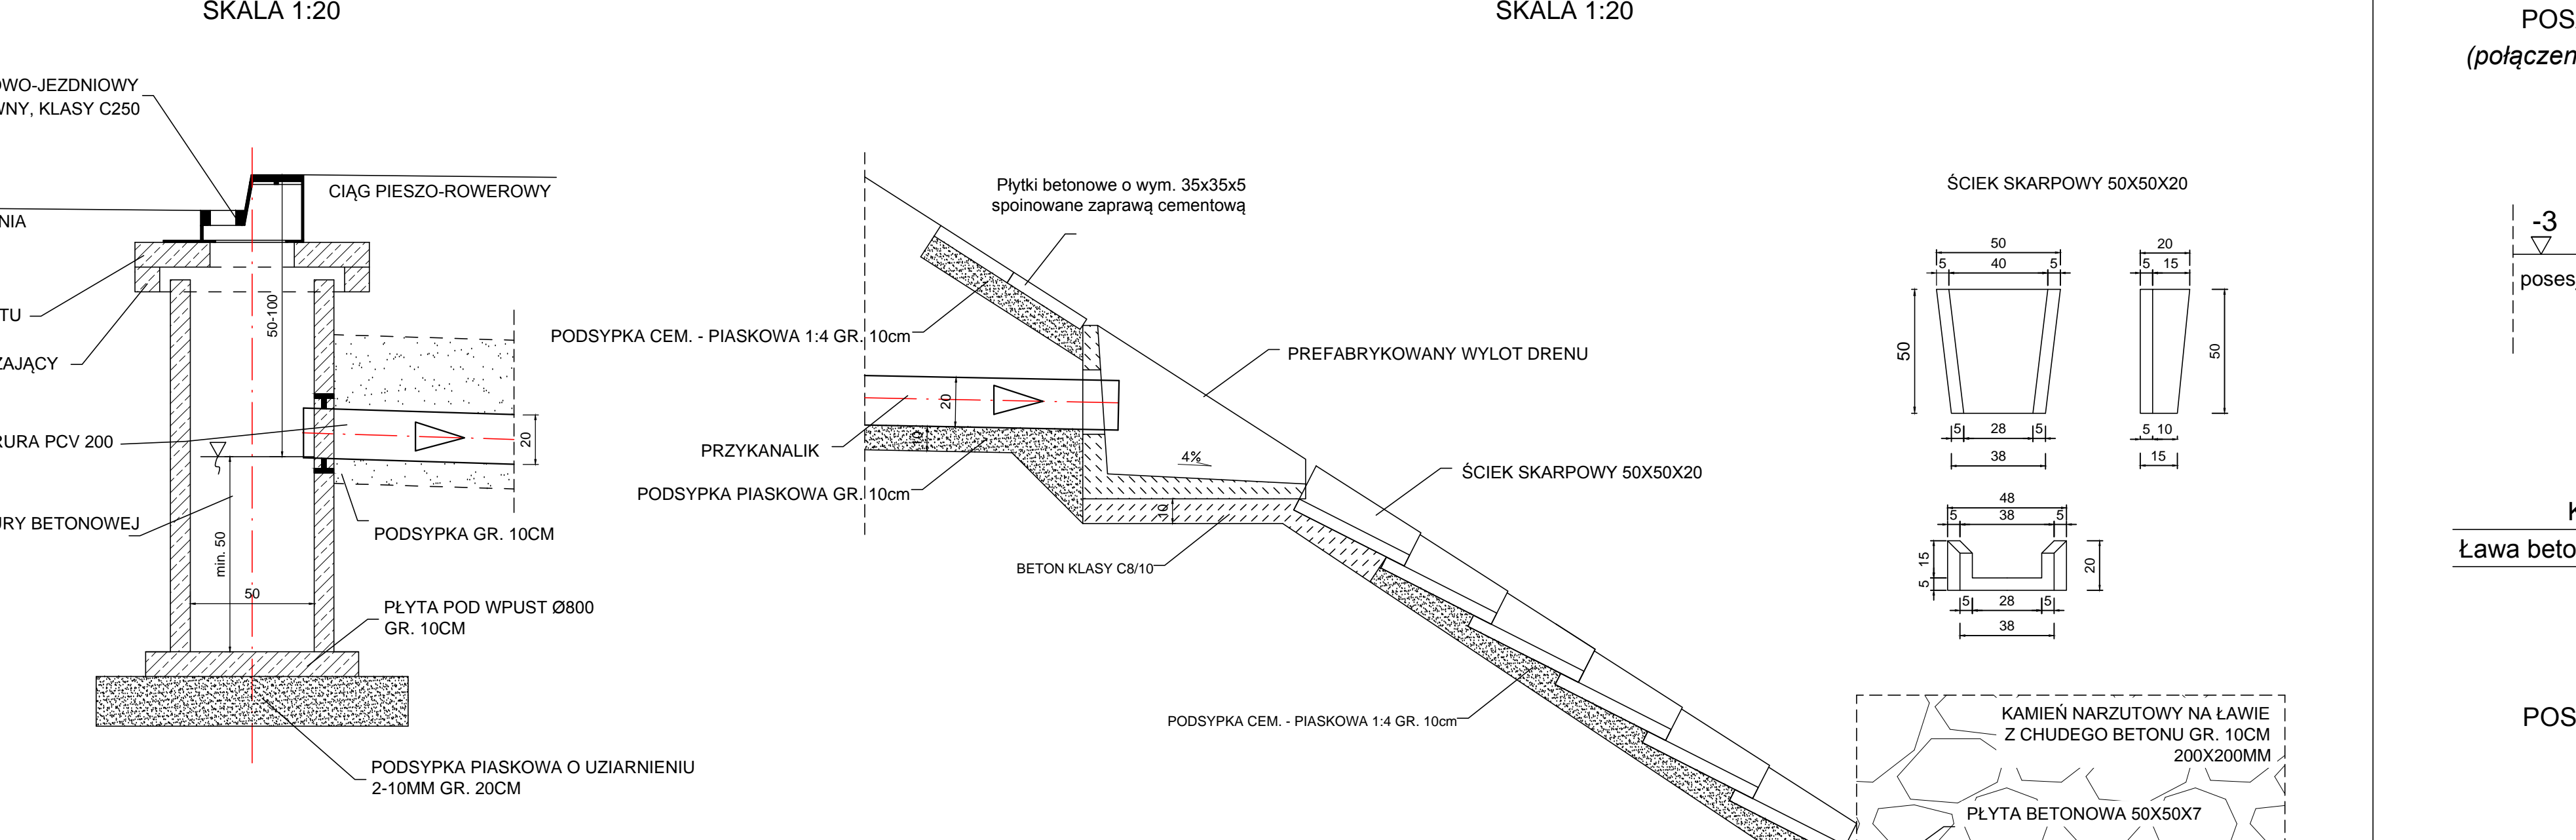 SKALA 1:20
OWO-JEZDNIOWY
WNY, KLASY C250
CIĄG PIESZO-ROWEROWY
NIA
TU
ZAJĄCY
50-100
RURA PCV 200
20
URY BETONOWEJ
min. 50
50
PODSYPKA GR. 10CM
PŁYTA POD WPUST Ø800
GR. 10CM
PODSYPKA PIASKOWA O UZIARNIENIU
2-10MM GR. 20CM
SKALA 1:20
Płytki betonowe o wym. 35x35x5
spoinowane zaprawą cementową
PODSYPKA CEM. - PIASKOWA 1:4 GR. 10cm
PREFABRYKOWANY WYLOT DRENU
20
10
PRZYKANALIK
4%
PODSYPKA PIASKOWA GR. 10cm
ŚCIEK SKARPOWY 50X50X20
10
BETON KLASY C8/10
PODSYPKA CEM. - PIASKOWA 1:4 GR. 10cm
ŚCIEK SKARPOWY 50X50X20
50
5 40 5
50
5 28 5
38
20
5 15
50
5 10
15
48
5 38 5
15
5
20
5 28 5
38
KAMIEŃ NARZUTOWY NA ŁAWIE
Z CHUDEGO BETONU GR. 10CM
200X200MM
PŁYTA BETONOWA 50X50X7
POS
(połączen
-3
poses
K
Ława beto
POS